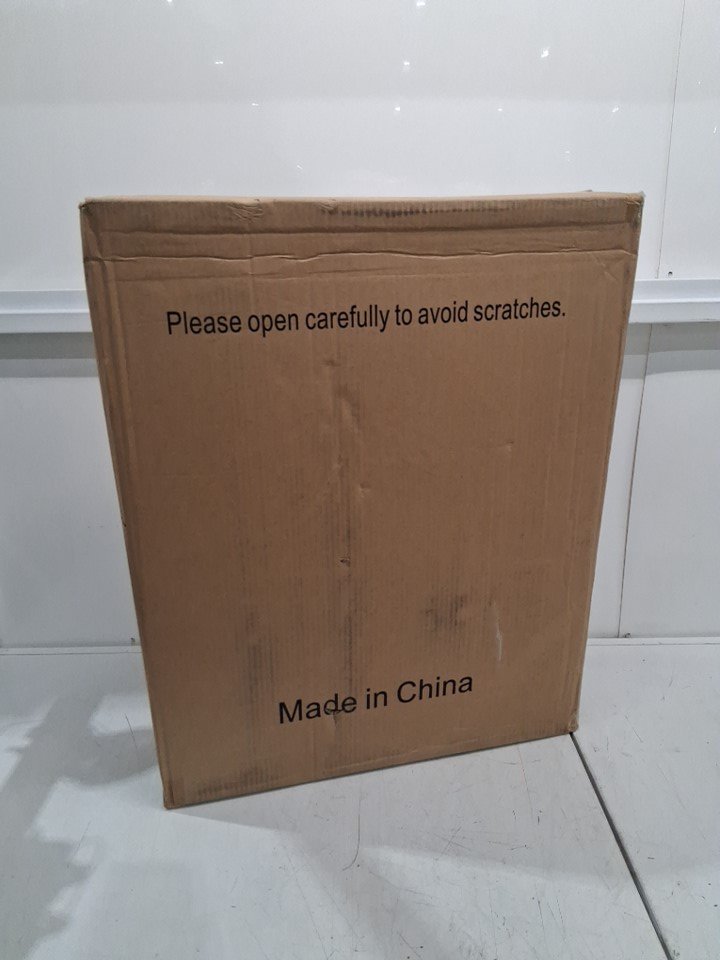 Please open carefully to avoid scratches.
Made in China